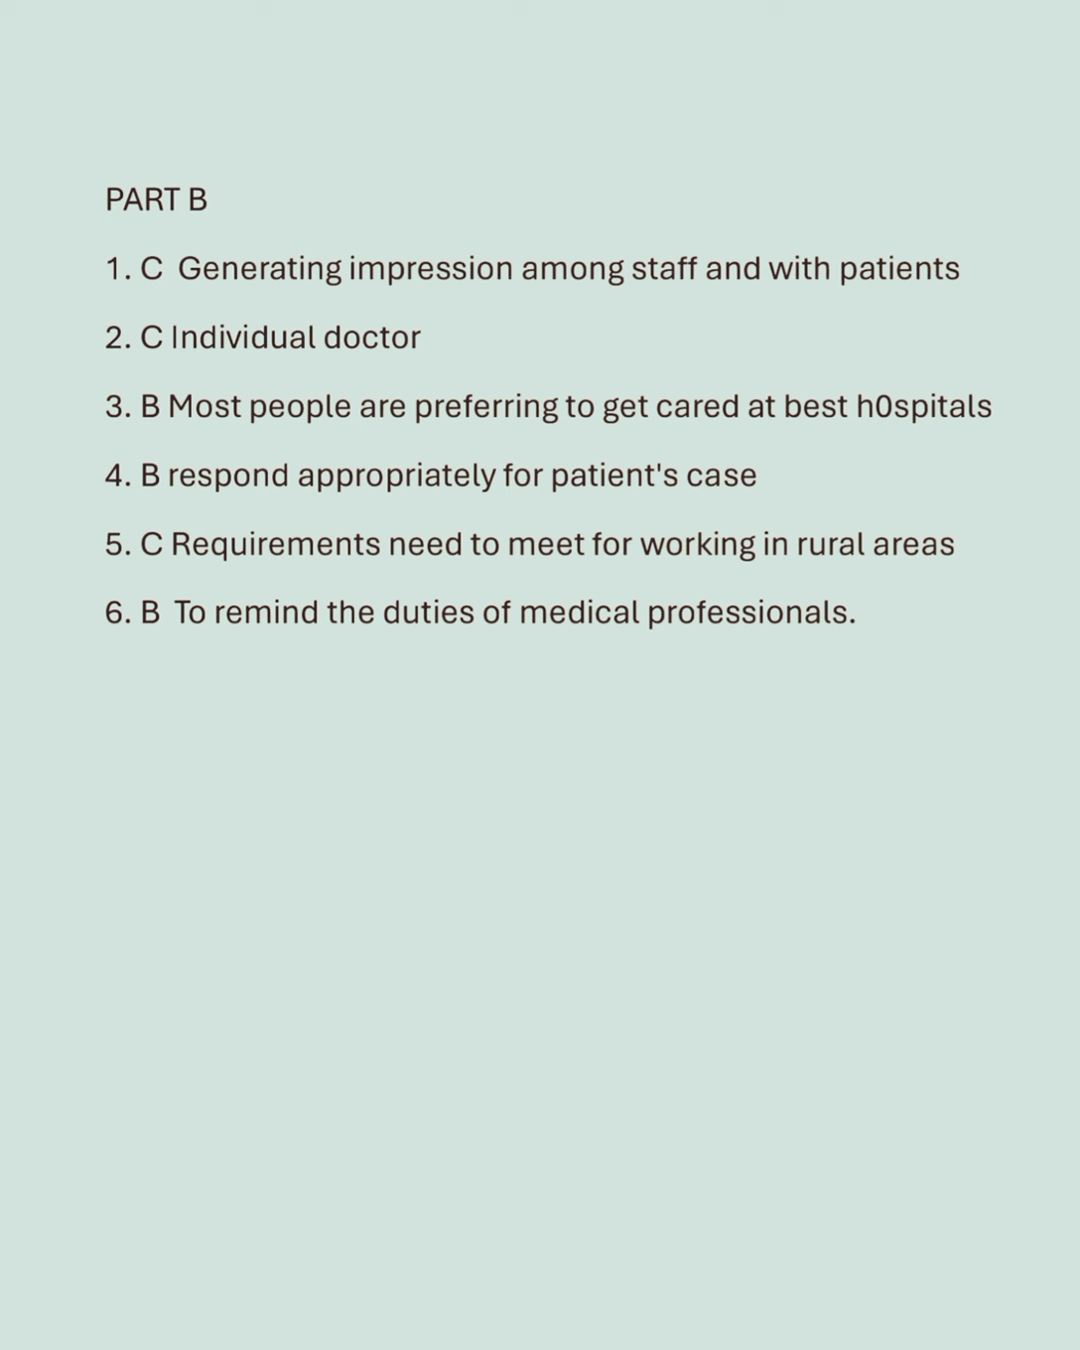 PART B
1. C Generating impression among staff and with patients
2. C Individual doctor
3. B Most people are preferring to get cared at best h0spitals
4. B respond appropriately for patient's case
5. C Requirements need to meet for working in rural areas
6. B To remind the duties of medical professionals.